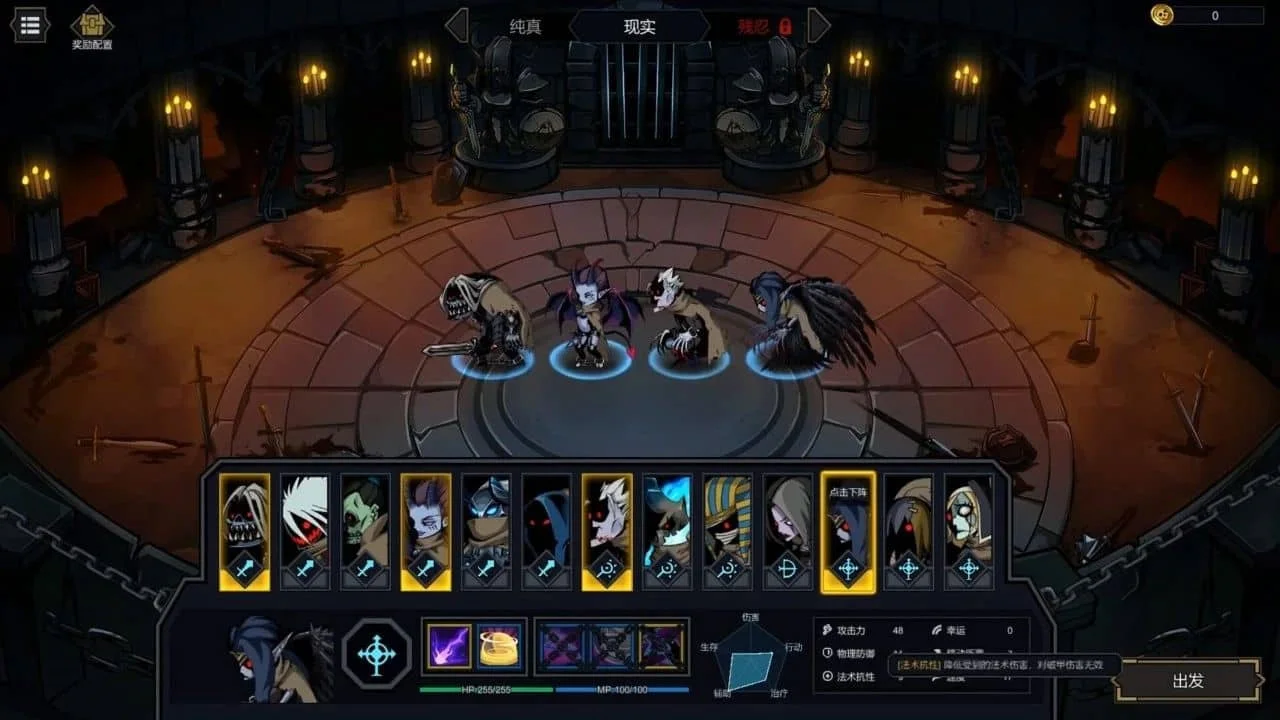 纯真
现实
残忍
0
奖励配置
点击下阵
伤害
生存
行动
辅助
治疗
攻击力 48
幸运 0
物理防御
法术抗性
[法术抗性] 降低受到的法术伤害，对破甲伤害无效
HP:255/255
MP:100/100
出发